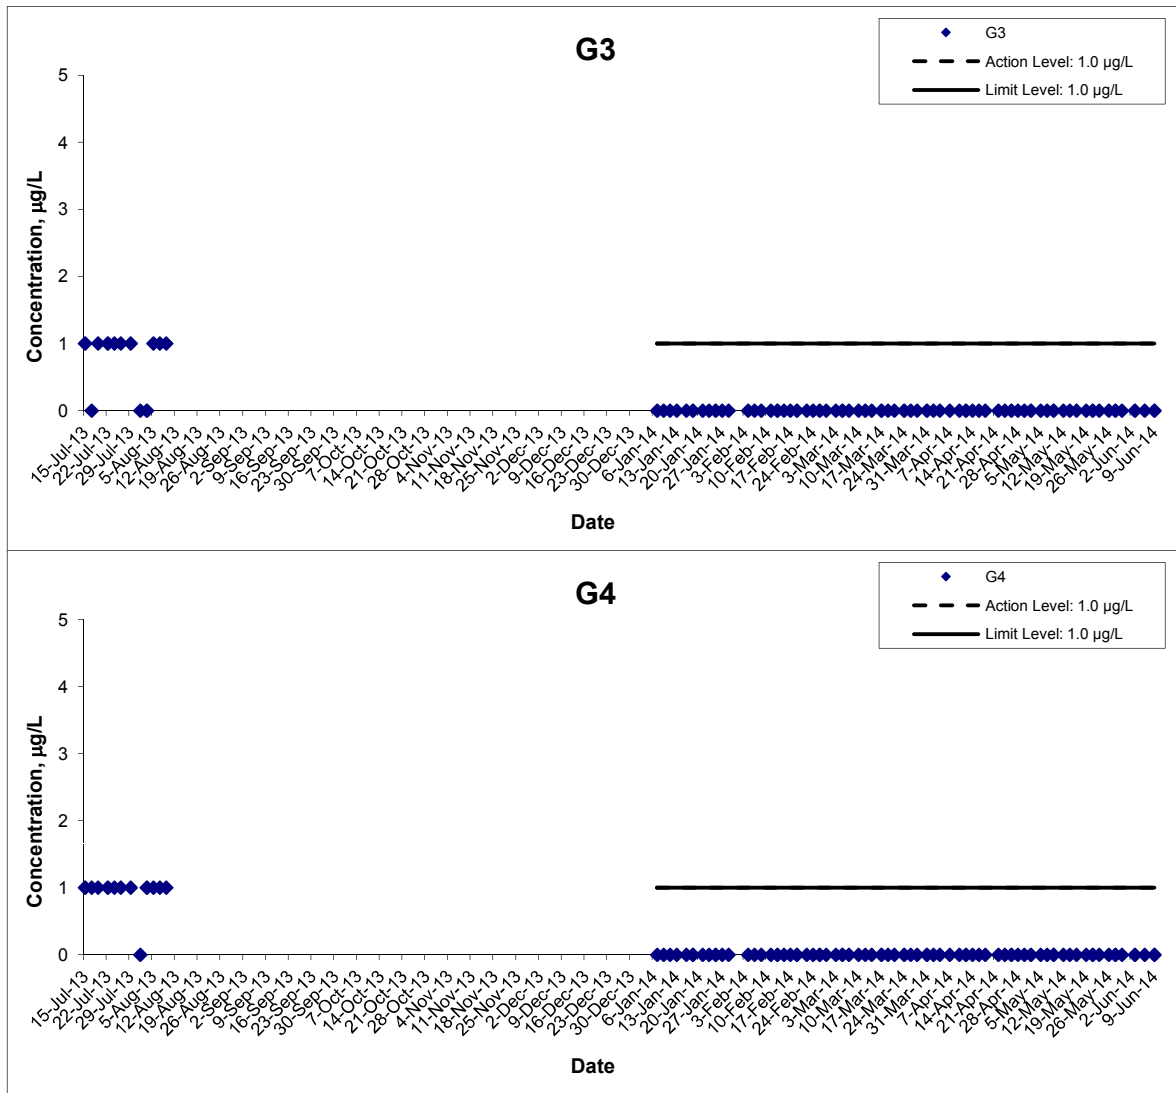 G3
G3
Action Level: 1.0 µg/L
Limit Level: 1.0 µg/L
5
4
3
2
1
0
Concentration, µg/L
15-Jul-13
22-Jul-13
29-Jul-13
5-Aug-13
12-Aug-13
19-Aug-13
26-Aug-13
2-Sep-13
9-Sep-13
16-Sep-13
23-Sep-13
30-Sep-13
7-Oct-13
14-Oct-13
21-Oct-13
28-Oct-13
4-Nov-13
11-Nov-13
18-Nov-13
25-Nov-13
2-Dec-13
9-Dec-13
16-Dec-13
23-Dec-13
30-Dec-13
6-Jan-14
13-Jan-14
20-Jan-14
27-Jan-14
3-Feb-14
10-Feb-14
17-Feb-14
24-Feb-14
3-Mar-14
10-Mar-14
17-Mar-14
24-Mar-14
31-Mar-14
7-Apr-14
14-Apr-14
21-Apr-14
28-Apr-14
5-May-14
12-May-14
19-May-14
26-May-14
2-Jun-14
9-Jun-14
Date
G4
G4
Action Level: 1.0 µg/L
Limit Level: 1.0 µg/L
5
4
3
2
1
0
Concentration, µg/L
15-Jul-13
22-Jul-13
29-Jul-13
5-Aug-13
12-Aug-13
19-Aug-13
26-Aug-13
2-Sep-13
9-Sep-13
16-Sep-13
23-Sep-13
30-Sep-13
7-Oct-13
14-Oct-13
21-Oct-13
28-Oct-13
4-Nov-13
11-Nov-13
18-Nov-13
25-Nov-13
2-Dec-13
9-Dec-13
16-Dec-13
23-Dec-13
30-Dec-13
6-Jan-14
13-Jan-14
20-Jan-14
27-Jan-14
3-Feb-14
10-Feb-14
17-Feb-14
24-Feb-14
3-Mar-14
10-Mar-14
17-Mar-14
24-Mar-14
31-Mar-14
7-Apr-14
14-Apr-14
21-Apr-14
28-Apr-14
5-May-14
12-May-14
19-May-14
26-May-14
2-Jun-14
9-Jun-14
Date